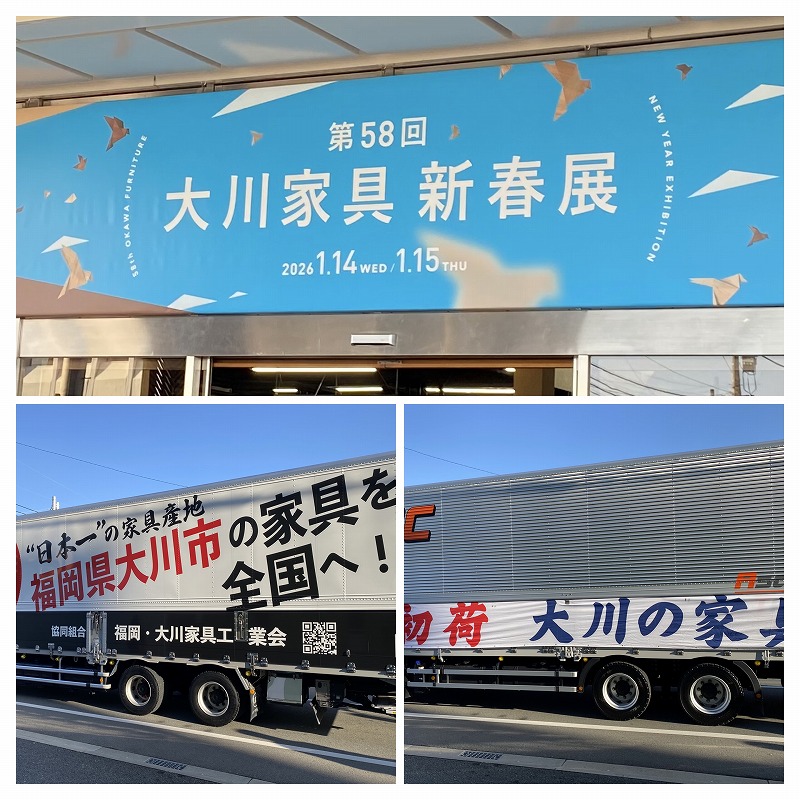 第58回
大川家具 新春展
2026 1.14 WED / 1.15 THU
58th OKAWA FURNITURE
NEW YEAR EXHIBITION
“日本一”の家具産地
福岡県大川市の家具を
全国へ！
協同組合 福岡・大川家具工業会
初荷 大川の家具